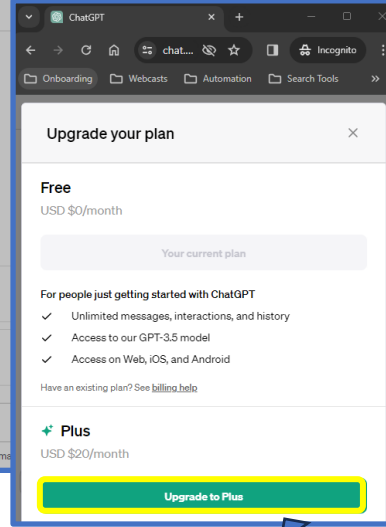 ChatGPT
chat....
Incognito
Onboarding
Webcasts
Automation
Search Tools
Upgrade your plan
Free
USD $0/month
Your current plan
For people just getting started with ChatGPT
Unlimited messages, interactions, and history
Access to our GPT-3.5 model
Access on Web, iOS, and Android
Have an existing plan? See billing help
Plus
USD $20/month
Upgrade to Plus